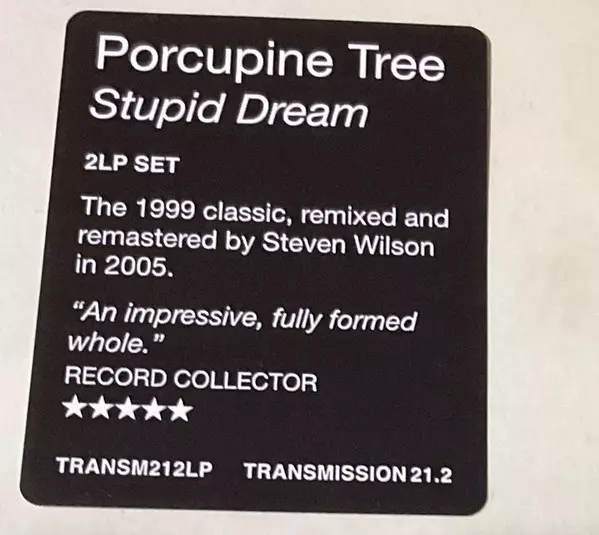 Porcupine Tree
Stupid Dream
2LP SET
The 1999 classic, remixed and
remastered by Steven Wilson
in 2005.
“An impressive, fully formed
whole.”
RECORD COLLECTOR
★★★★★
TRANSM212LP TRANSMISSION 21.2